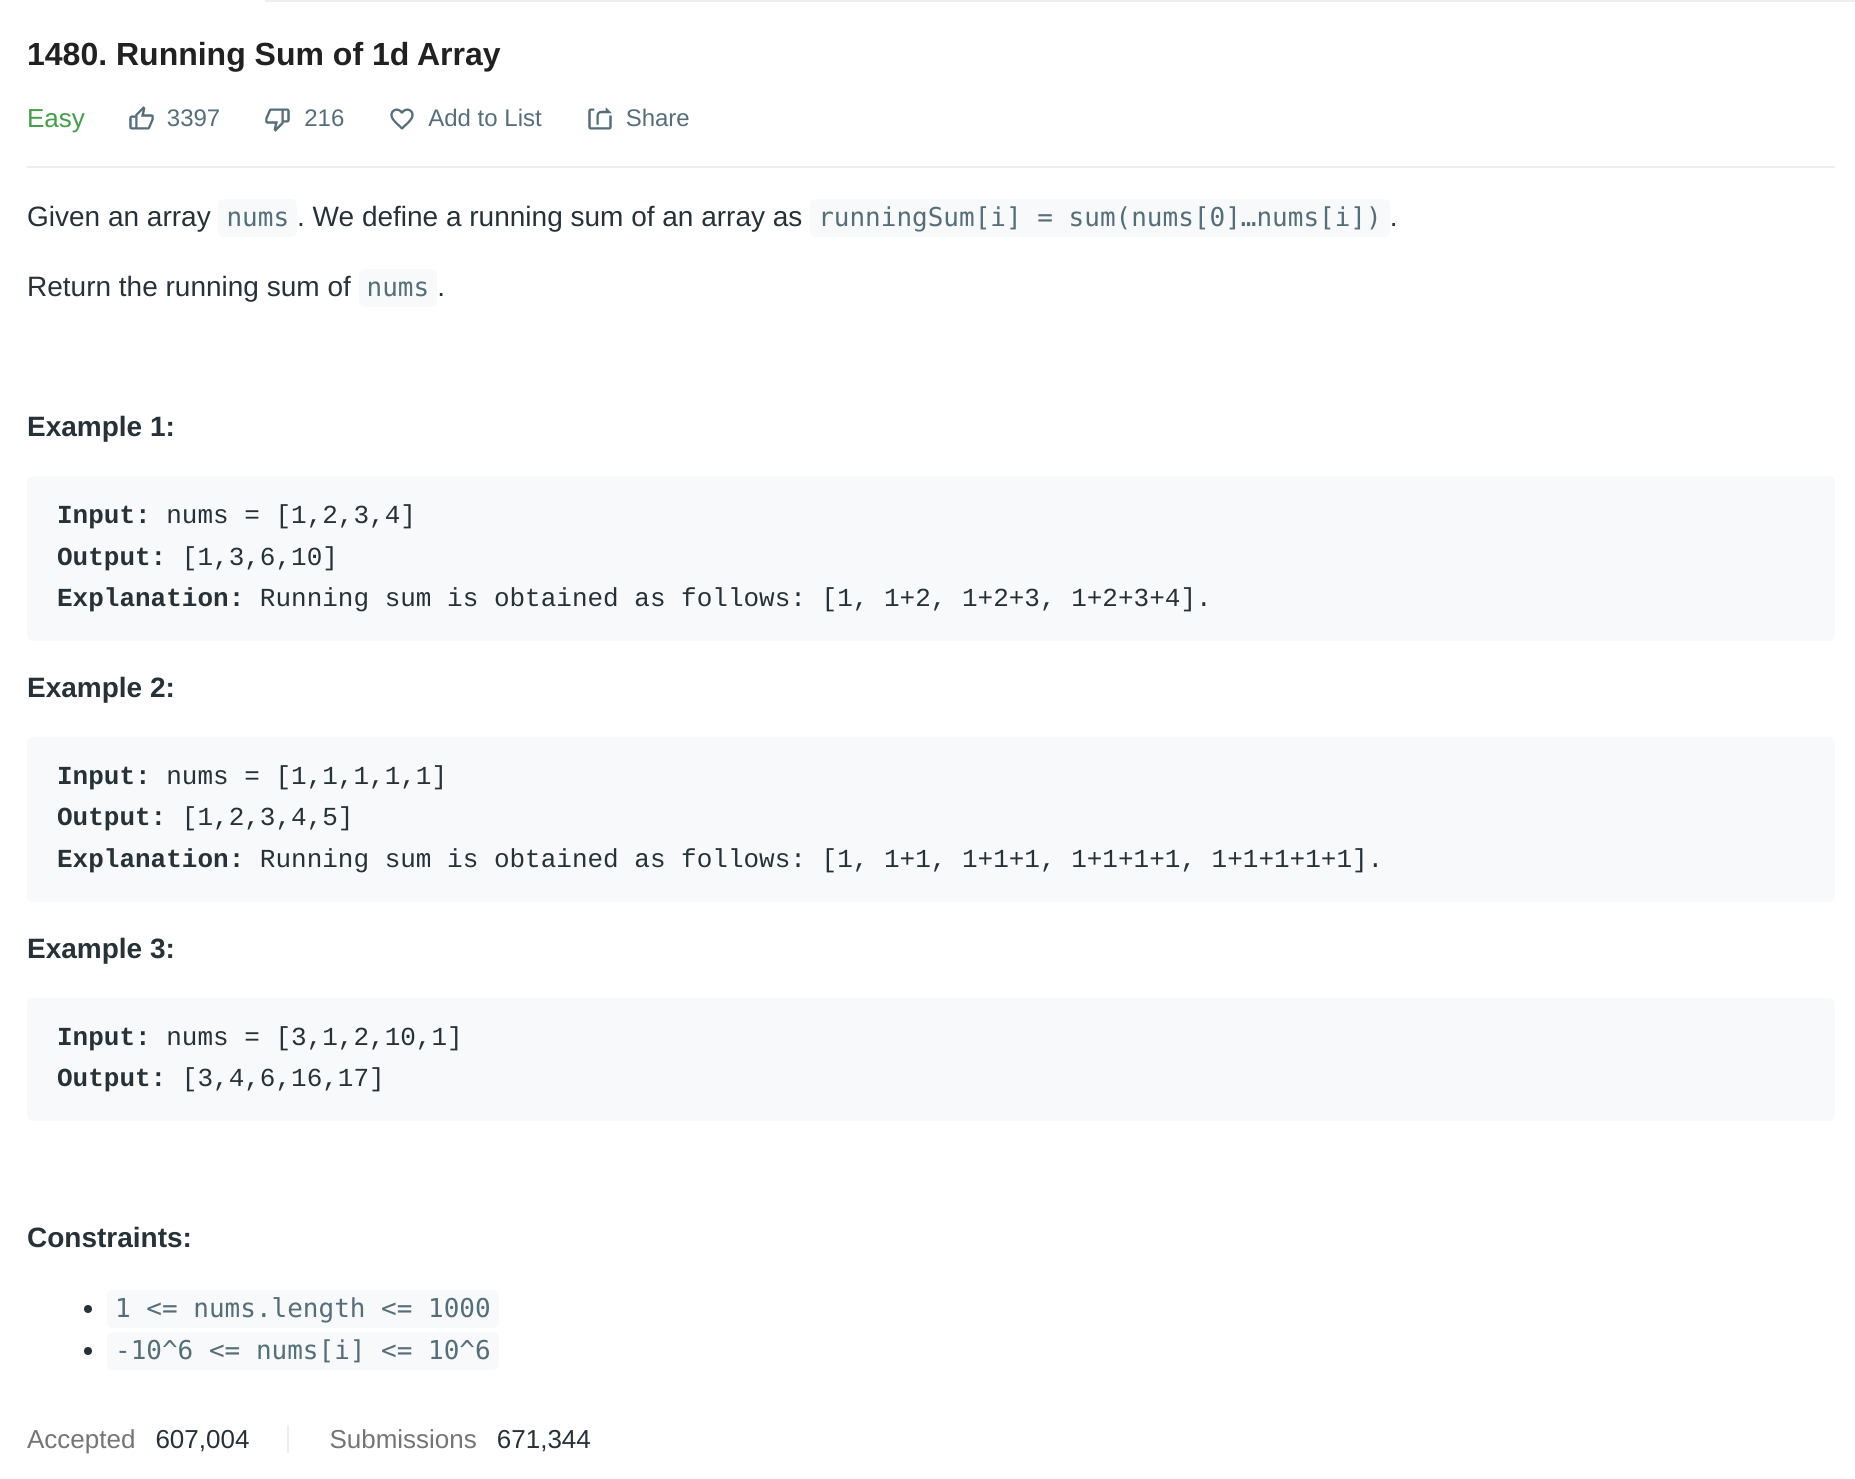 1480. Running Sum of 1d Array
Easy 3397 216 Add to List Share
Given an array nums. We define a running sum of an array as runningSum[i] = sum(nums[0]…nums[i]).
Return the running sum of nums.
Example 1:
Input: nums = [1,2,3,4]
Output: [1,3,6,10]
Explanation: Running sum is obtained as follows: [1, 1+2, 1+2+3, 1+2+3+4].
Example 2:
Input: nums = [1,1,1,1,1]
Output: [1,2,3,4,5]
Explanation: Running sum is obtained as follows: [1, 1+1, 1+1+1, 1+1+1+1, 1+1+1+1+1].
Example 3:
Input: nums = [3,1,2,10,1]
Output: [3,4,6,16,17]
Constraints:
• 1 <= nums.length <= 1000
• -10^6 <= nums[i] <= 10^6
Accepted 607,004 Submissions 671,344